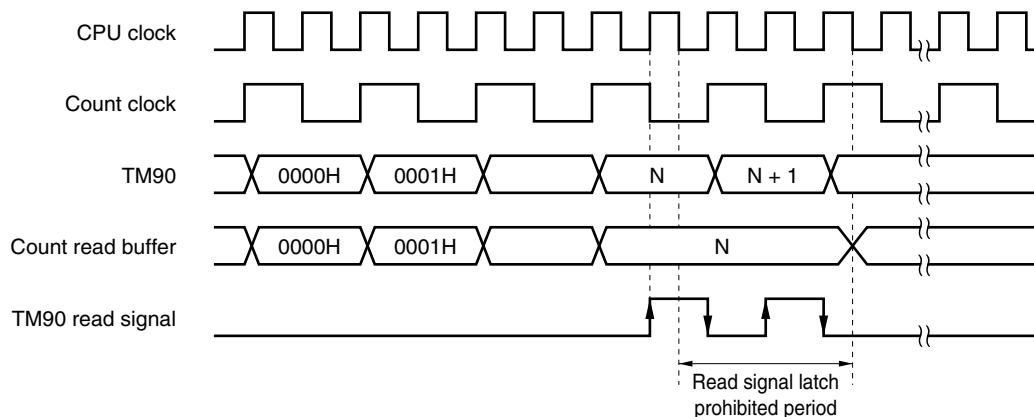 CPU clock
Count clock
TM90
0000H
0001H
N
N + 1
Count read buffer
0000H
0001H
N
TM90 read signal
Read signal latch
prohibited period